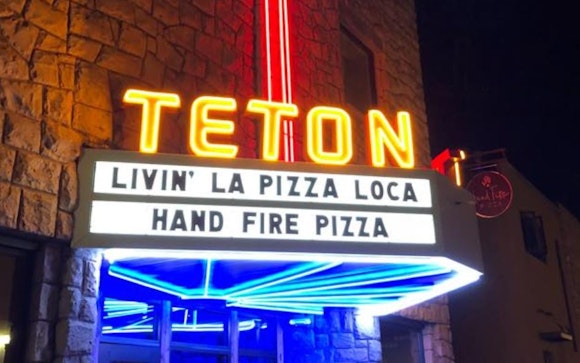 TETON
LIVIN' LA PIZZA LOCA
HAND FIRE PIZZA